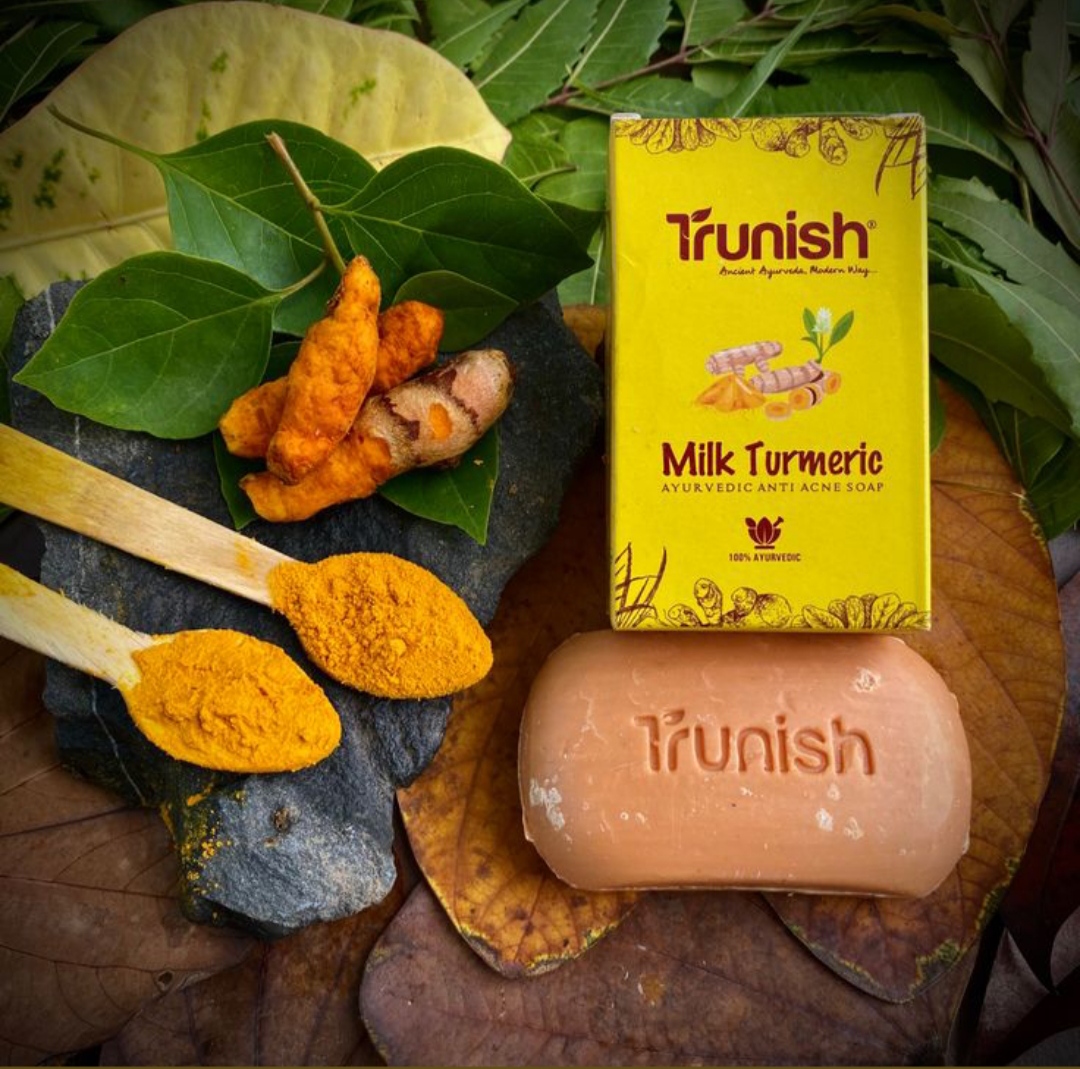 Trunish®
Ancient Ayurveda, Modern Way...
Milk Turmeric
AYURVEDIC ANTI ACNE SOAP
100% AYURVEDIC
Trunish